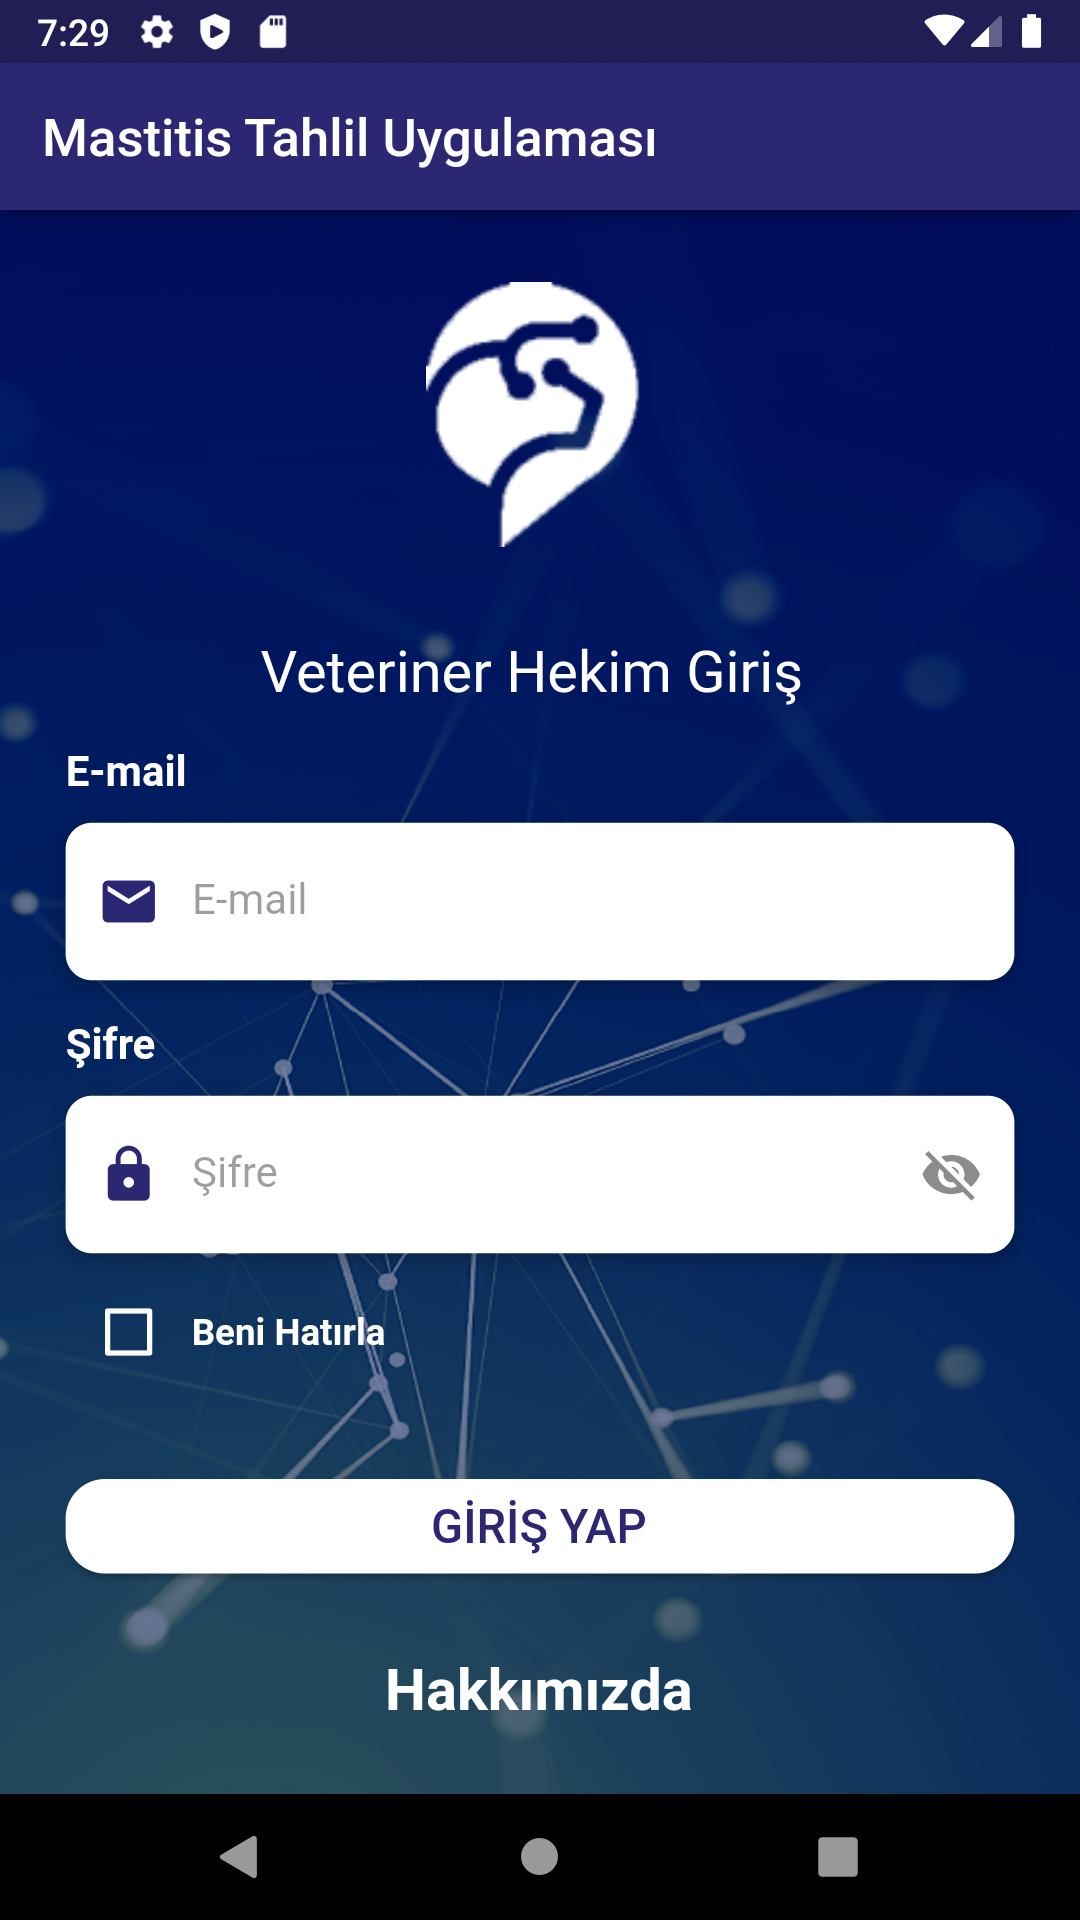 7:29
Mastitis Tahlil Uygulaması
Veteriner Hekim Giriş
E-mail
E-mail
Şifre
Şifre
Beni Hatırla
GİRİŞ YAP
Hakkımızda